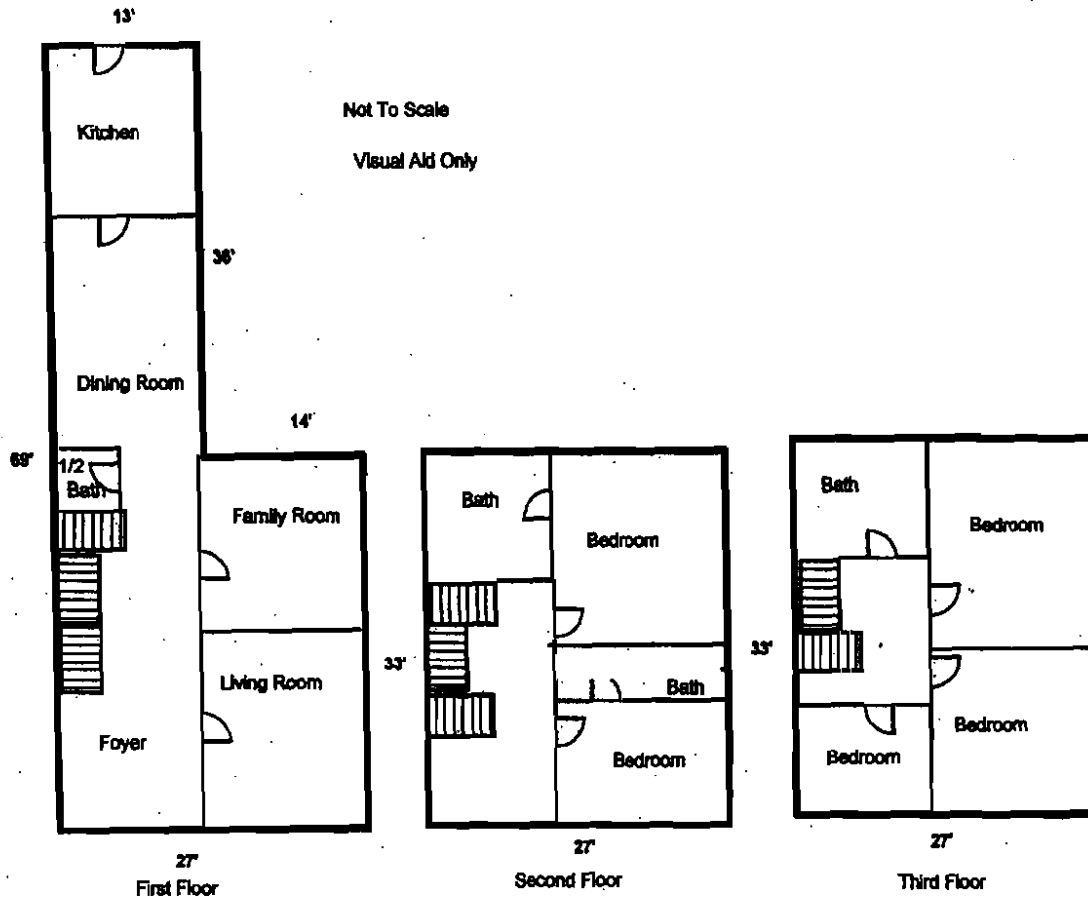 13'
Not To Scale
Visual Aid Only
Kitchen
36'
Dining Room
14'
69'
1/2
Bath
Family Room
Living Room
Foyer
27'
First Floor
Bath
Bedroom
33'
Bath
Bedroom
27'
Second Floor
Bath
Bedroom
33'
Bedroom
Bedroom
27'
Third Floor